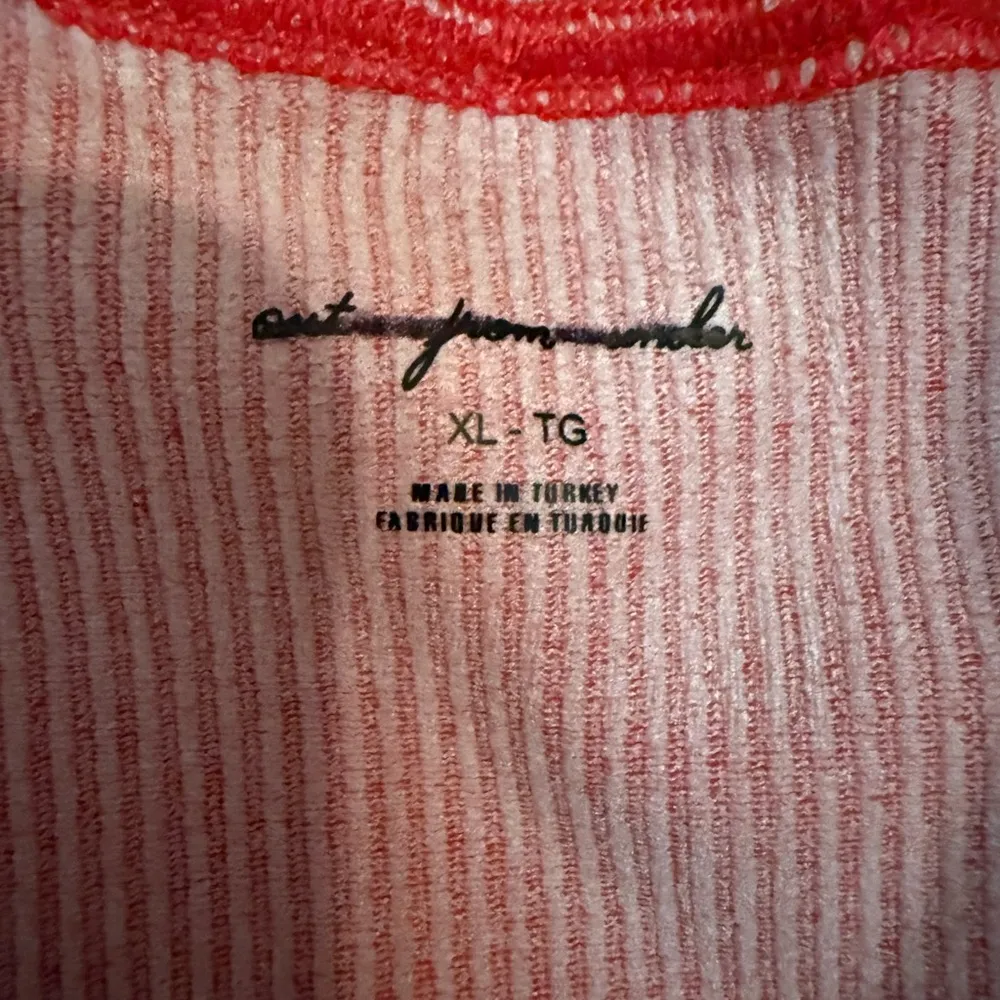 out from under
XL - TG
MADE IN TURKEY
FABRIQUE EN TURQUIE